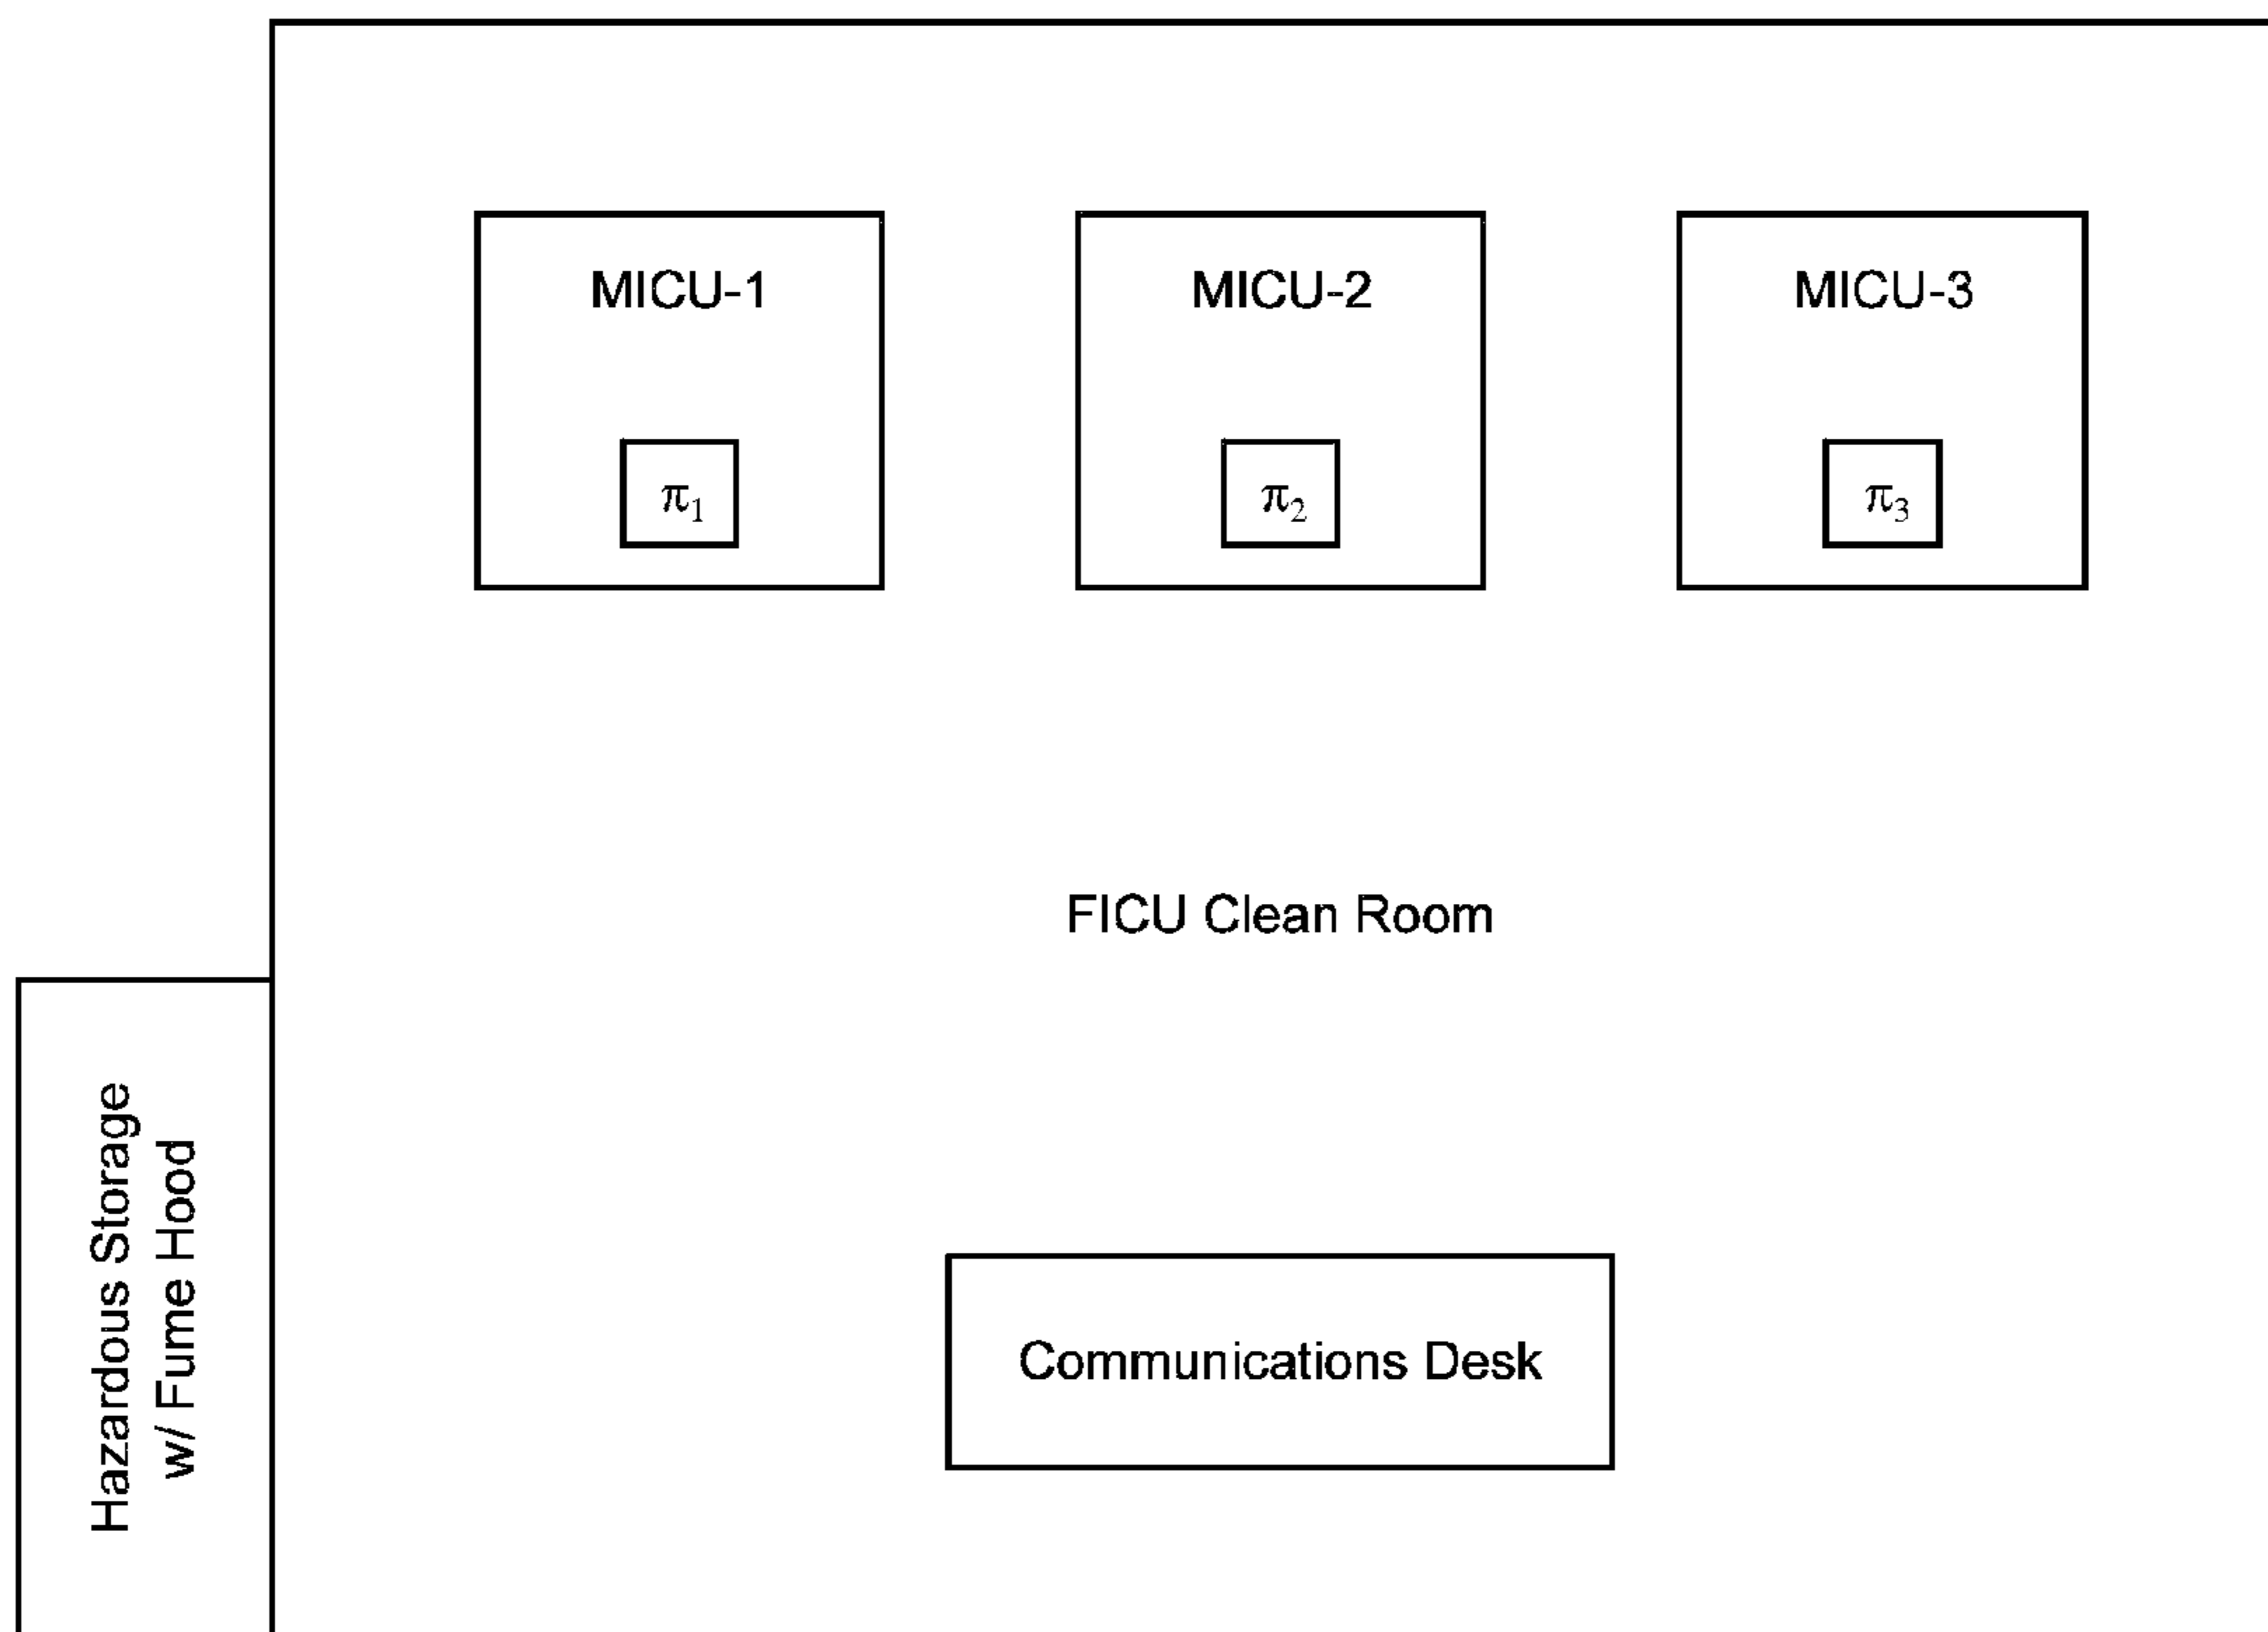 MICU-1
MICU-2
MICU-3
π₁
π₂
π₃
FICU Clean Room
Hazardous Storage
w/ Fume Hood
Communications Desk